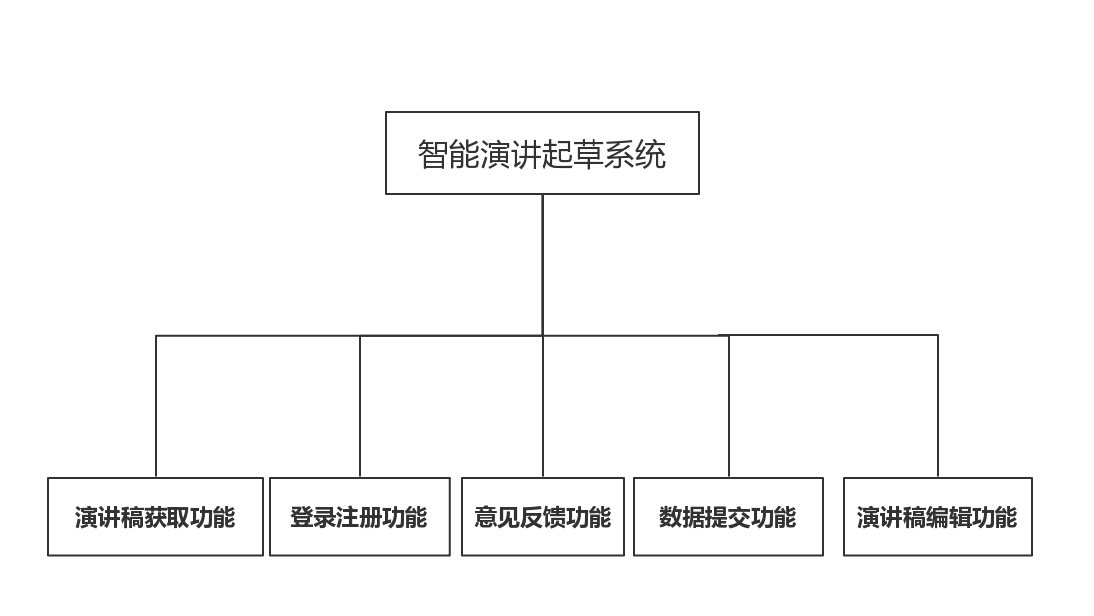 智能演讲起草系统
演讲稿获取功能
登录注册功能
意见反馈功能
数据提交功能
演讲稿编辑功能